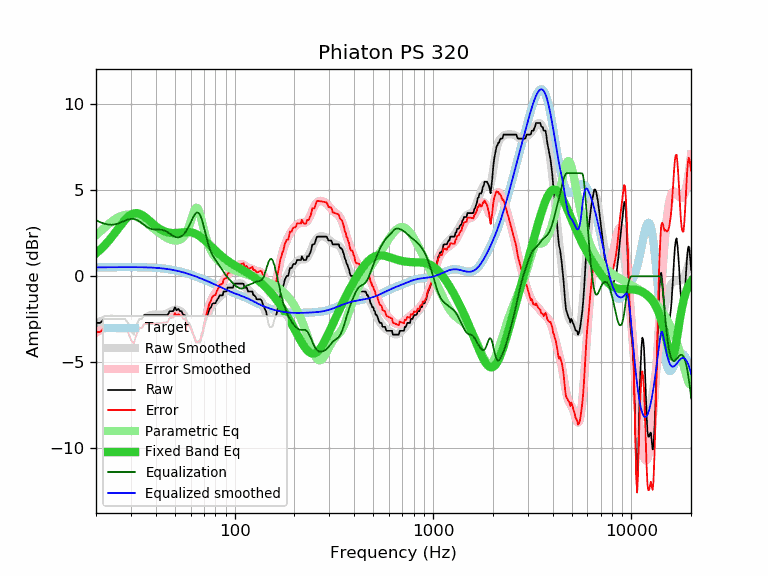 Phiaton PS 320
Amplitude (dBr)
10
5
0
−5
−10
Target
Raw Smoothed
Error Smoothed
Raw
Error
Parametric Eq
Fixed Band Eq
Equalization
Equalized smoothed
100
1000
10000
Frequency (Hz)